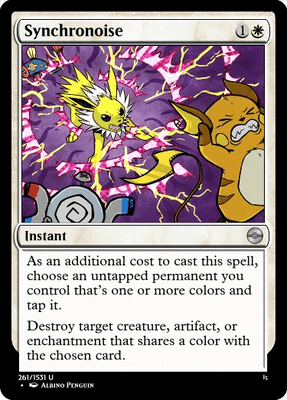 Synchronoise 1
Instant
As an additional cost to cast this spell,
choose an untapped permanent you
control that's one or more colors and
tap it.
Destroy target creature, artifact, or
enchantment that shares a color with
the chosen card.
261/1531 U
Albino Penguin